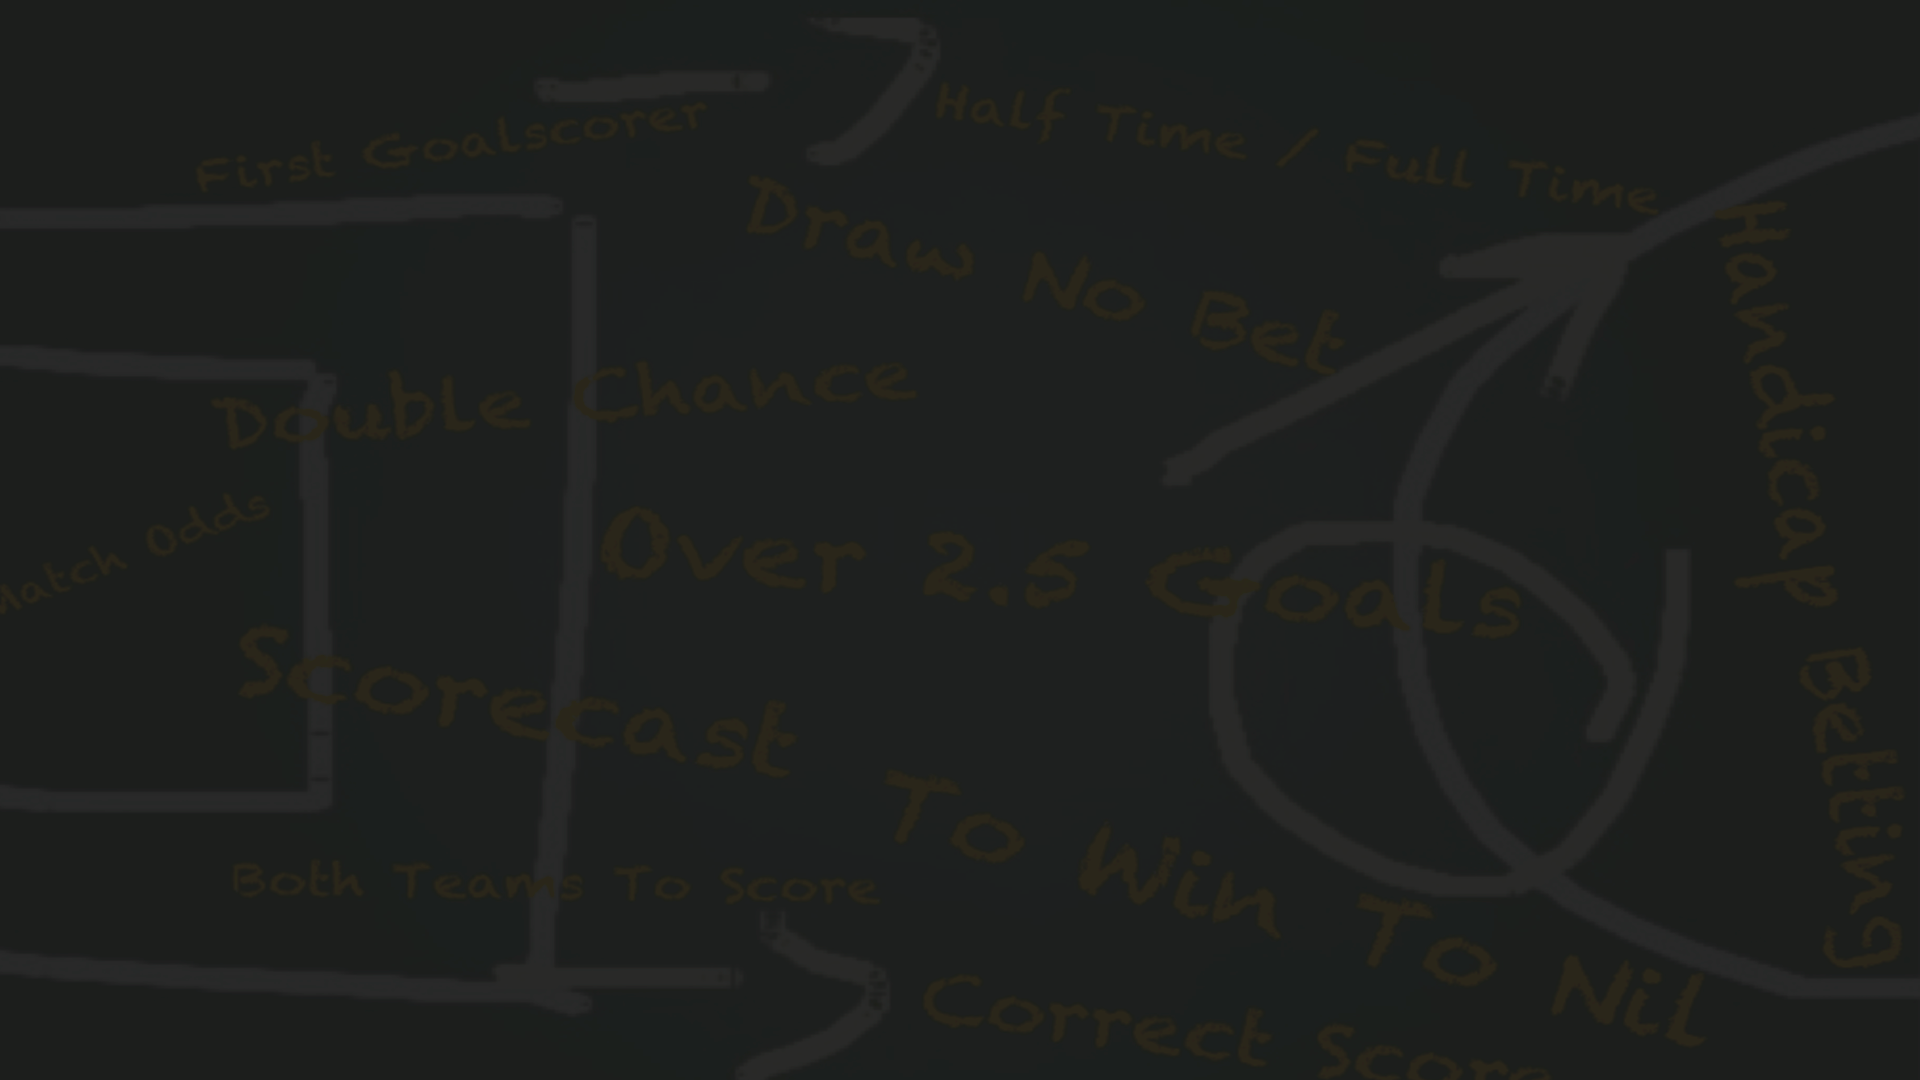 First Goalscorer
Half Time / Full Time
Draw No Bet
Handicap Betting
Double Chance
Match Odds
Over 2.5 Goals
Scorecast
To Win To Nil
Both Teams To Score
Correct Score